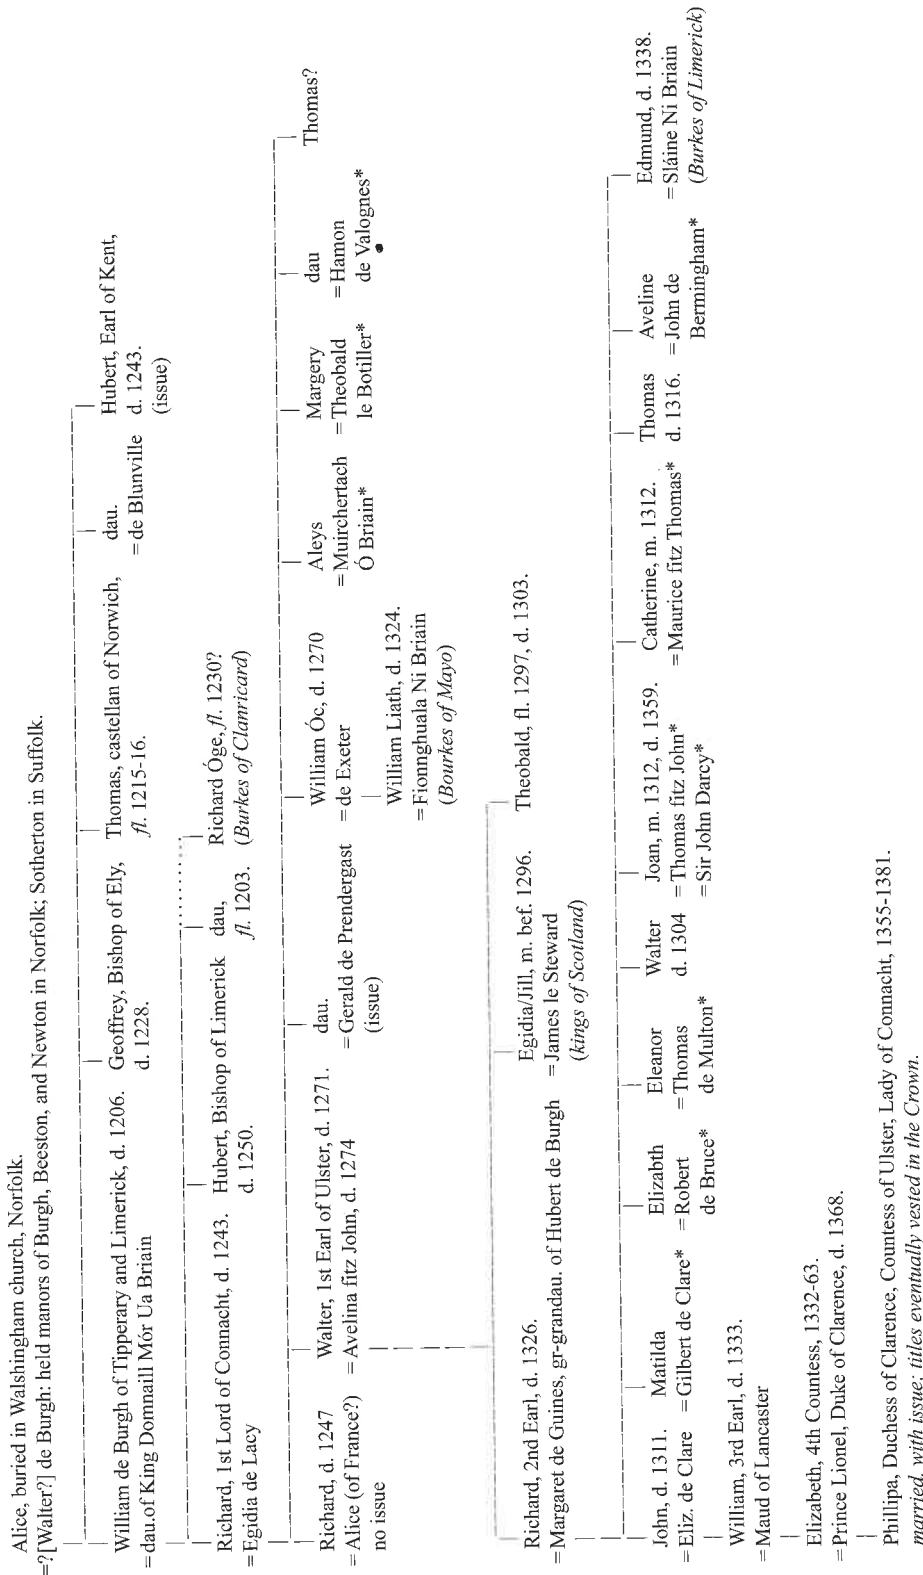 Alice, buried in Walshingham church, Norfolk.
=?[Walter?] de Burgh: held manors of Burgh, Beeston, and Newton in Norfolk; Sotherton in Suffolk.
William de Burgh of Tipperary and Limerick, d. 1206.
=dau.of King Domnaill Mór Ua Briain
Geoffrey, Bishop of Ely,
d. 1228.
Thomas, castellan of Norwich,
fl. 1215-16.
dau.
=de Blunville
Hubert, Earl of Kent,
d. 1243.
(issue)
Richard, 1st Lord of Connacht, d. 1243.
=Egidia de Lacy
Hubert, Bishop of Limerick
d. 1250.
dau,
fl. 1203.
Richard Óge, fl. 1230?
(Burkes of Clanricard)
Richard, d. 1247
=Alice (of France?)
no issue
Walter, 1st Earl of Ulster, d. 1271.
=Avelina fitz John, d. 1274
dau.
=Gerald de Prendergast
(issue)
William Óc, d. 1270
=de Exeter
William Liath, d. 1324.
=Fionnghuala Ni Briain
(Bourkes of Mayo)
Aleys
=Muirchertach
Ó Briain*
Margery
=Theobald
le Botiller*
dau
=Hamon
de Valognes*
Thomas?
Richard, 2nd Earl, d. 1326.
=Margaret de Guines, gr-grandau. of Hubert de Burgh
Egidia/Jill, m. bef. 1296.
=James le Steward
(kings of Scotland)
Theobald, fl. 1297, d. 1303.
John, d. 1311.
=Eliz. de Clare
Matilda
=Gilbert de Clare*
Elizabth
=Robert
de Bruce*
Eleanor
=Thomas
de Multon*
Walter
d. 1304
Joan, m. 1312, d. 1359.
=Thomas fitz John*
=Sir John Darcy*
Catherine, m. 1312.
=Maurice fitz Thomas*
Thomas
d. 1316.
Aveline
=John de
Bermingham*
Edmund, d. 1338.
=Sláine Ni Briain
(Burkes of Limerick)
William, 3rd Earl, d. 1333.
=Maud of Lancaster
Elizabeth, 4th Countess, 1332-63.
=Prince Lionel, Duke of Clarence, d. 1368.
Phillipa, Duchess of Clarence, Countess of Ulster, Lady of Connacht, 1355-1381.
married, with issue; titles eventually vested in the Crown.